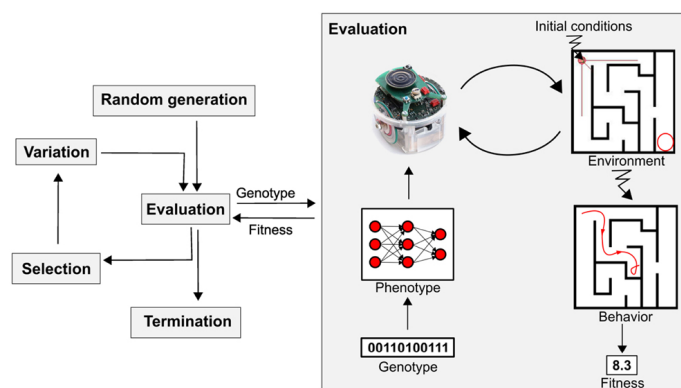 Random generation
Variation
Evaluation
Selection
Termination
Genotype
Fitness
Evaluation
Initial conditions
Environment
Phenotype
Behavior
00110100111
Genotype
8.3
Fitness